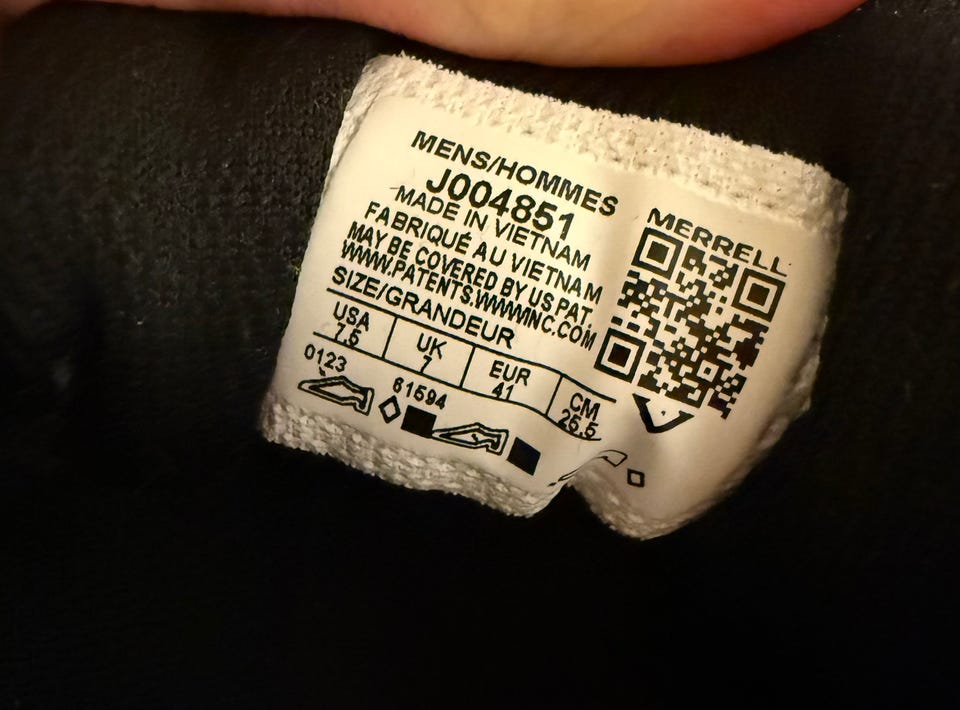 MENS/HOMMES
J004851
MADE IN VIETNAM
FABRIQUÉ AU VIETNAM
MAY BE COVERED BY US PAT.
WWW.PATENTS.WWWINC.COM
SIZE/GRANDEUR
USA UK EUR CM
7.5 7 41 25.5
0123 81594
MERRELL